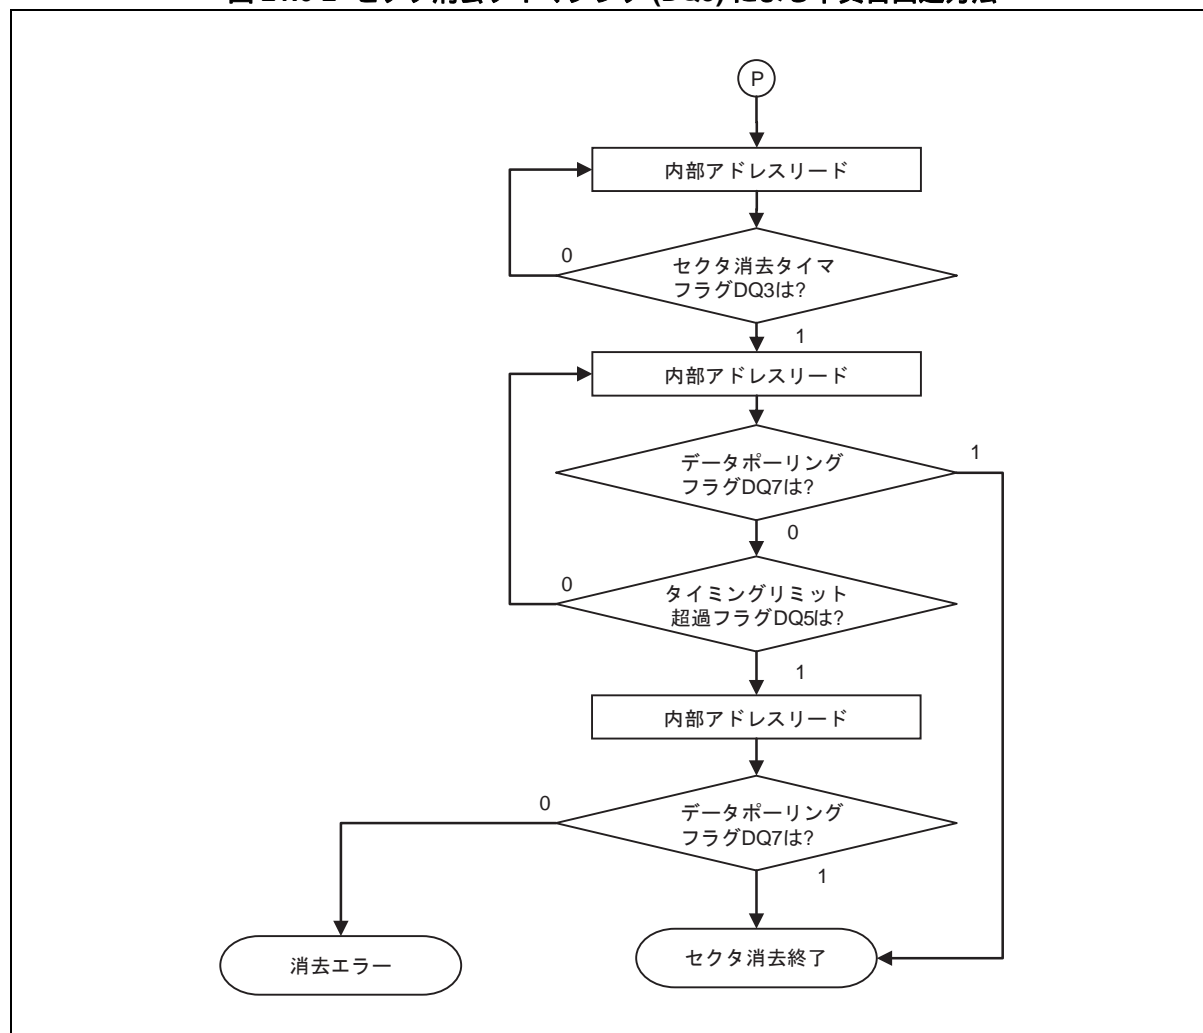 P
内部アドレスリード
0
セクタ消去タイマ
フラグDQ3は?
1
内部アドレスリード
データポーリング
フラグDQ7は?
1
0
0
タイミングリミット
超過フラグDQ5は?
1
内部アドレスリード
0
データポーリング
フラグDQ7は?
1
消去エラー
セクタ消去終了